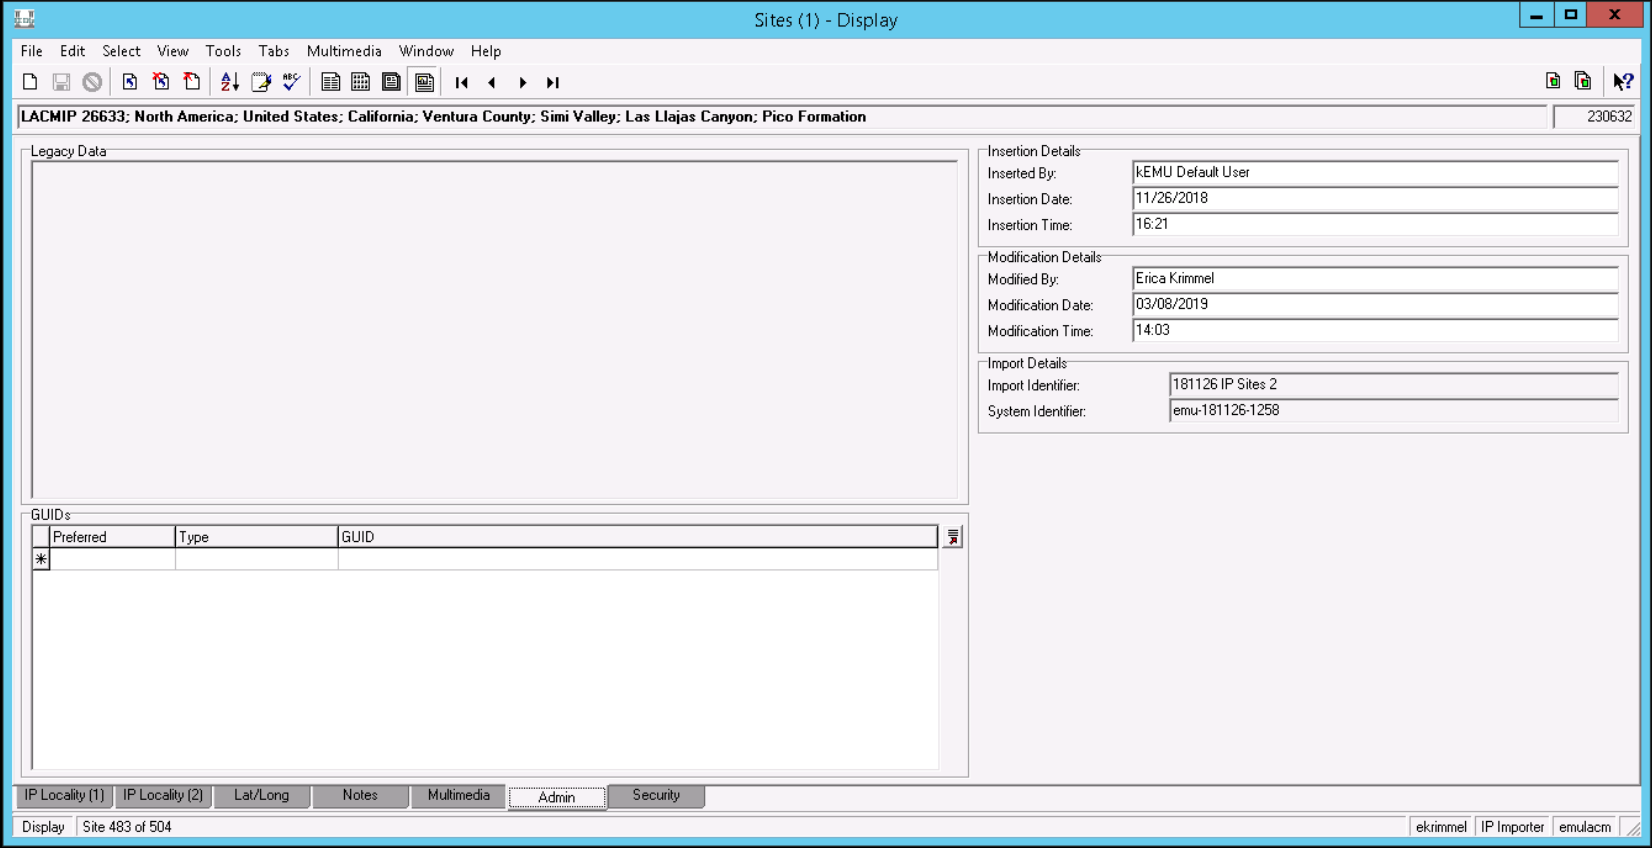 Sites (1) - Display
File Edit Select View Tools Tabs Multimedia Window Help
LACMIP 26633; North America; United States; California; Ventura County; Simi Valley; Las Llajas Canyon; Pico Formation
230632
Legacy Data
Insertion Details
Inserted By: kEMU Default User
Insertion Date: 11/26/2018
Insertion Time: 16:21
Modification Details
Modified By: Erica Krimmel
Modification Date: 03/08/2019
Modification Time: 14:03
Import Details
Import Identifier: 181126 IP Sites 2
System Identifier: emu-181126-1258
GUIDs
Preferred Type GUID
IP Locality (1) IP Locality (2) Lat/Long Notes Multimedia Admin Security
Display Site 483 of 504 ekrimmel IP Importer emulacm